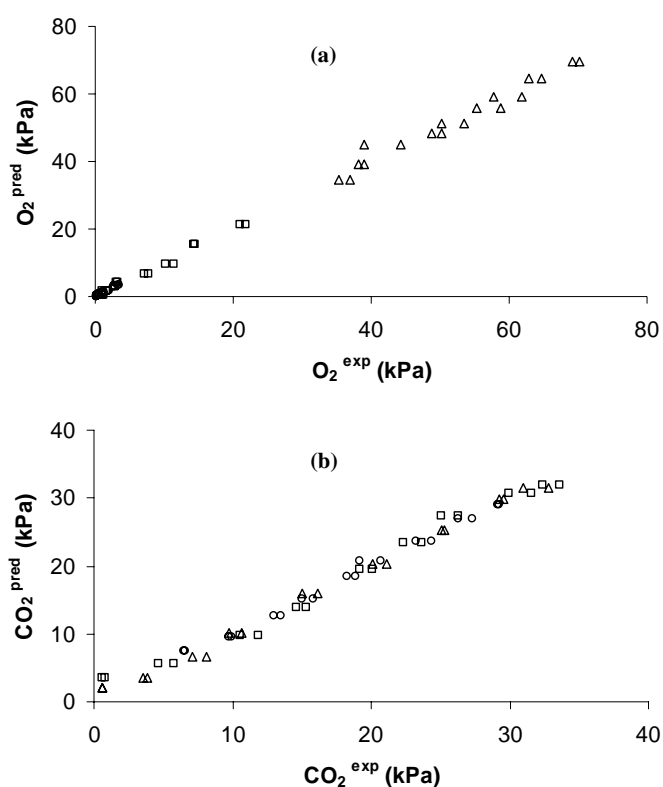 80
(a)
60
40
20
0
O₂ ᵖʳᵉᵈ (kPa)
0 20 40 60 80
O₂ ᵉˣᵖ (kPa)
40
(b)
30
20
10
0
CO₂ ᵖʳᵉᵈ (kPa)
0 10 20 30 40
CO₂ ᵉˣᵖ (kPa)